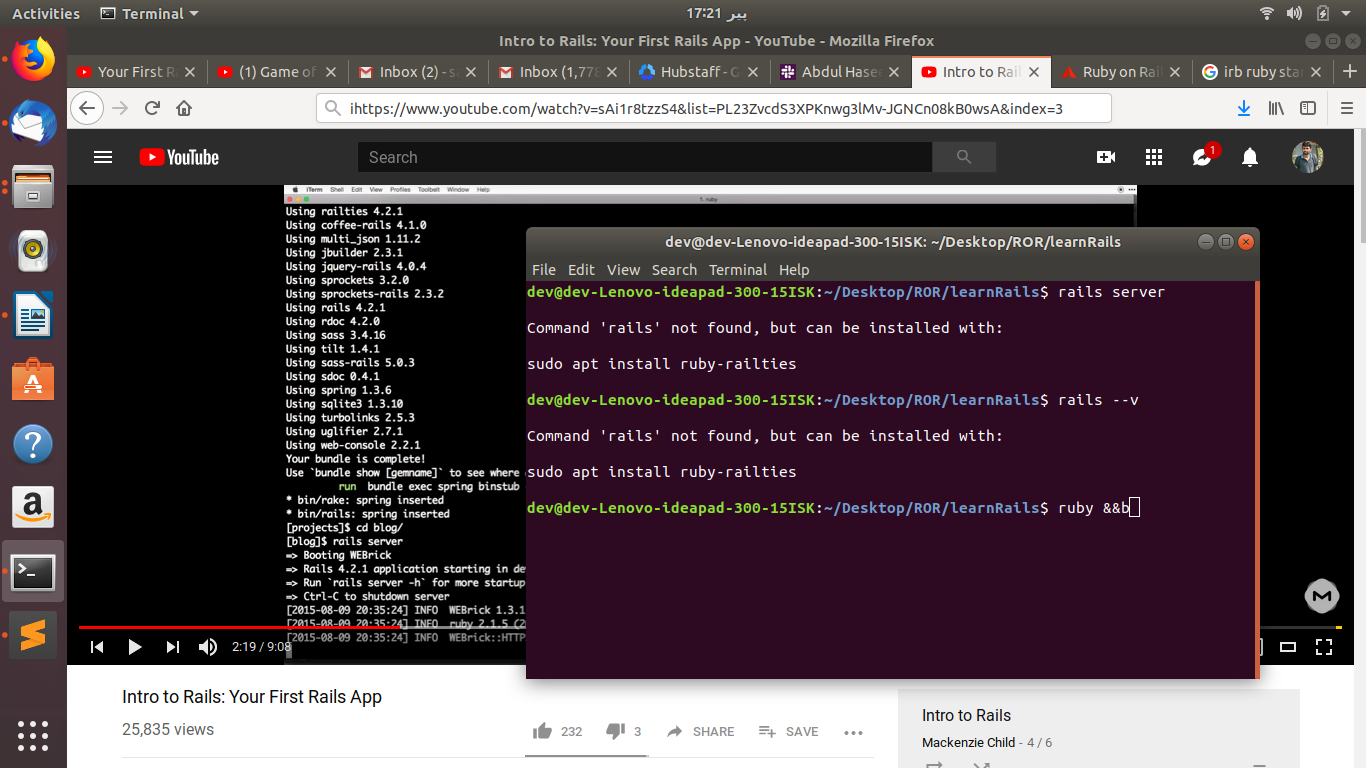 Activities
Terminal
17:21 پیر
Intro to Rails: Your First Rails App - YouTube - Mozilla Firefox
Your First R
(1) Game of
Inbox (2) - s
Inbox (1,778
Hubstaff - G
Abdul Hasee
Intro to Rail
Ruby on Rail
irb ruby sta
ihttps://www.youtube.com/watch?v=sAi1r8tzzS4&list=PL23ZvcdS3XPKnwg3lMv-JGNCn08kB0wsA&index=3
YouTube
Search
1
iTerm Shell Edit View Profiles Toolbelt Window Help
1. ruby
Using railties 4.2.1
Using coffee-rails 4.1.0
Using multi_json 1.11.2
Using jbuilder 2.3.1
Using jquery-rails 4.0.4
Using sprockets 3.2.0
Using sprockets-rails 2.3.2
Using rails 4.2.1
Using rdoc 4.2.0
Using sass 3.4.16
Using tilt 1.4.1
Using sass-rails 5.0.3
Using sdoc 0.4.1
Using spring 1.3.6
Using sqlite3 1.3.10
Using turbolinks 2.5.3
Using uglifier 2.7.1
Using web-console 2.2.1
Your bundle is complete!
Use `bundle show [gemname]` to see where
run bundle exec spring binstub
* bin/rake: spring inserted
* bin/rails: spring inserted
[projects]$ cd blog/
[blog]$ rails server
=> Booting WEBrick
=> Rails 4.2.1 application starting in de
=> Run `rails server -h` for more startup
=> Ctrl-C to shutdown server
[2015-08-09 20:35:24] INFO WEBrick 1.3.1
[2015-08-09 20:35:24] INFO ruby 2.1.5 (2
[2015-08-09 20:35:24] INFO WEBrick::HTTP
dev@dev-Lenovo-ideapad-300-15ISK: ~/Desktop/ROR/learnRails
File Edit View Search Terminal Help
dev@dev-Lenovo-ideapad-300-15ISK:~/Desktop/ROR/learnRails$ rails server
Command 'rails' not found, but can be installed with:
sudo apt install ruby-railties
dev@dev-Lenovo-ideapad-300-15ISK:~/Desktop/ROR/learnRails$ rails --v
Command 'rails' not found, but can be installed with:
sudo apt install ruby-railties
dev@dev-Lenovo-ideapad-300-15ISK:~/Desktop/ROR/learnRails$ ruby &&b
2:19 / 9:08
Intro to Rails: Your First Rails App
25,835 views
232
3
SHARE
SAVE
Intro to Rails
Mackenzie Child - 4 / 6